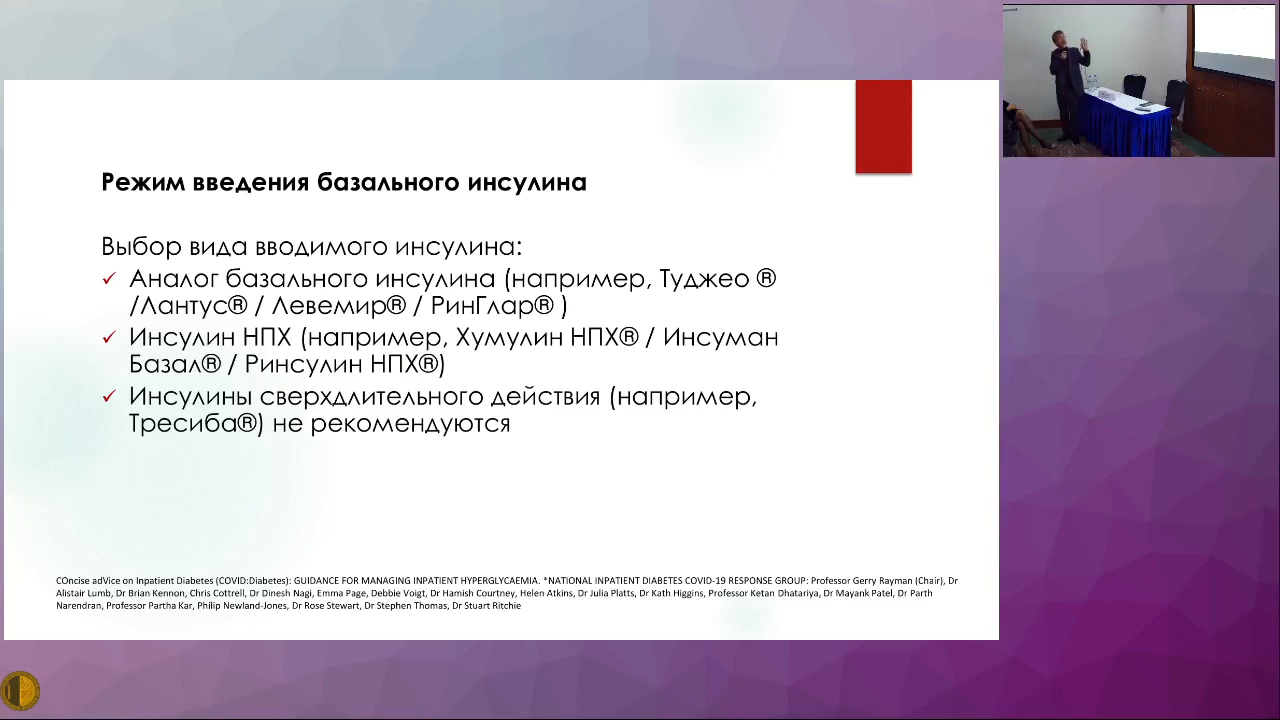 Режим введения базального инсулина
Выбор вида вводимого инсулина:
✓ Аналог базального инсулина (например, Туджео ®
/Лантус® / Левемир® / РинГлар® )
✓ Инсулин НПХ (например, Хумулин НПХ® / Инсуман
Базал® / Ринсулин НПХ®)
✓ Инсулины сверхдлительного действия (например,
Тресиба®) не рекомендуются
COncise adVice on Inpatient Diabetes (COVID:Diabetes): GUIDANCE FOR MANAGING INPATIENT HYPERGLYCAEMIA. *NATIONAL INPATIENT DIABETES COVID-19 RESPONSE GROUP: Professor Gerry Rayman (Chair), Dr
Alistair Lumb, Dr Brian Kennon, Chris Cottrell, Dr Dinesh Nagi, Emma Page, Debbie Voigt, Dr Hamish Courtney, Helen Atkins, Dr Julia Platts, Dr Kath Higgins, Professor Ketan Dhatariya, Dr Mayank Patel, Dr Parth
Narendran, Professor Partha Kar, Philip Newland-Jones, Dr Rose Stewart, Dr Stephen Thomas, Dr Stuart Ritchie